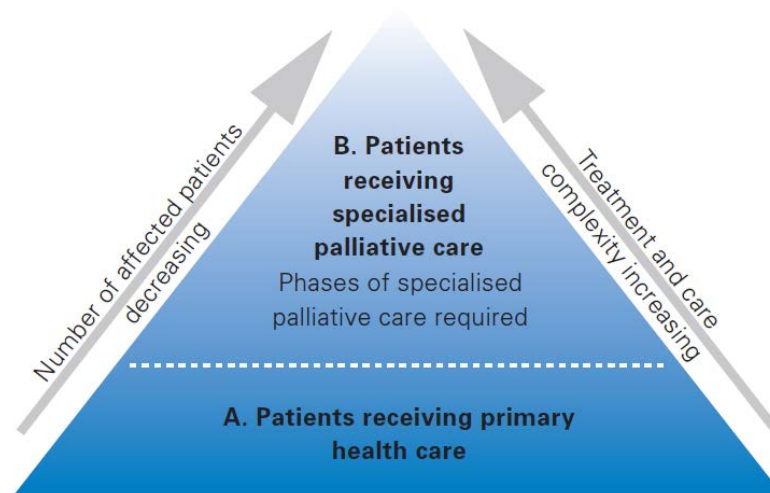 Number of affected patients
decreasing
B. Patients
receiving
specialised
palliative care
Phases of specialised
palliative care required
Treatment and care
complexity increasing
A. Patients receiving primary
health care